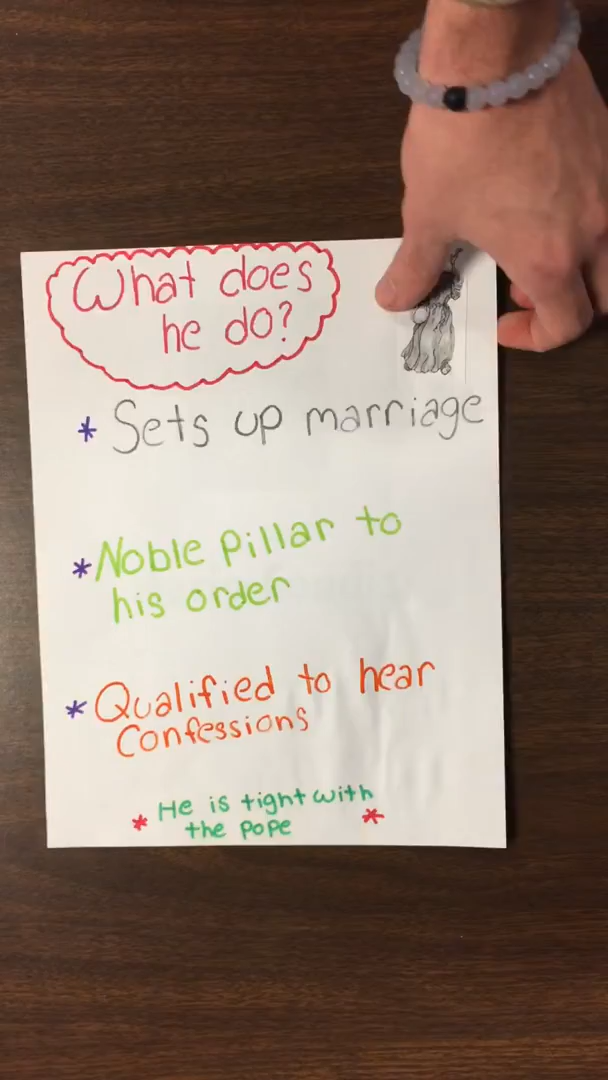 What does
he do?
* Sets up marriage
* Noble Pillar to
his order
* Qualified to hear
Confessions
* He is tight with *
the pope